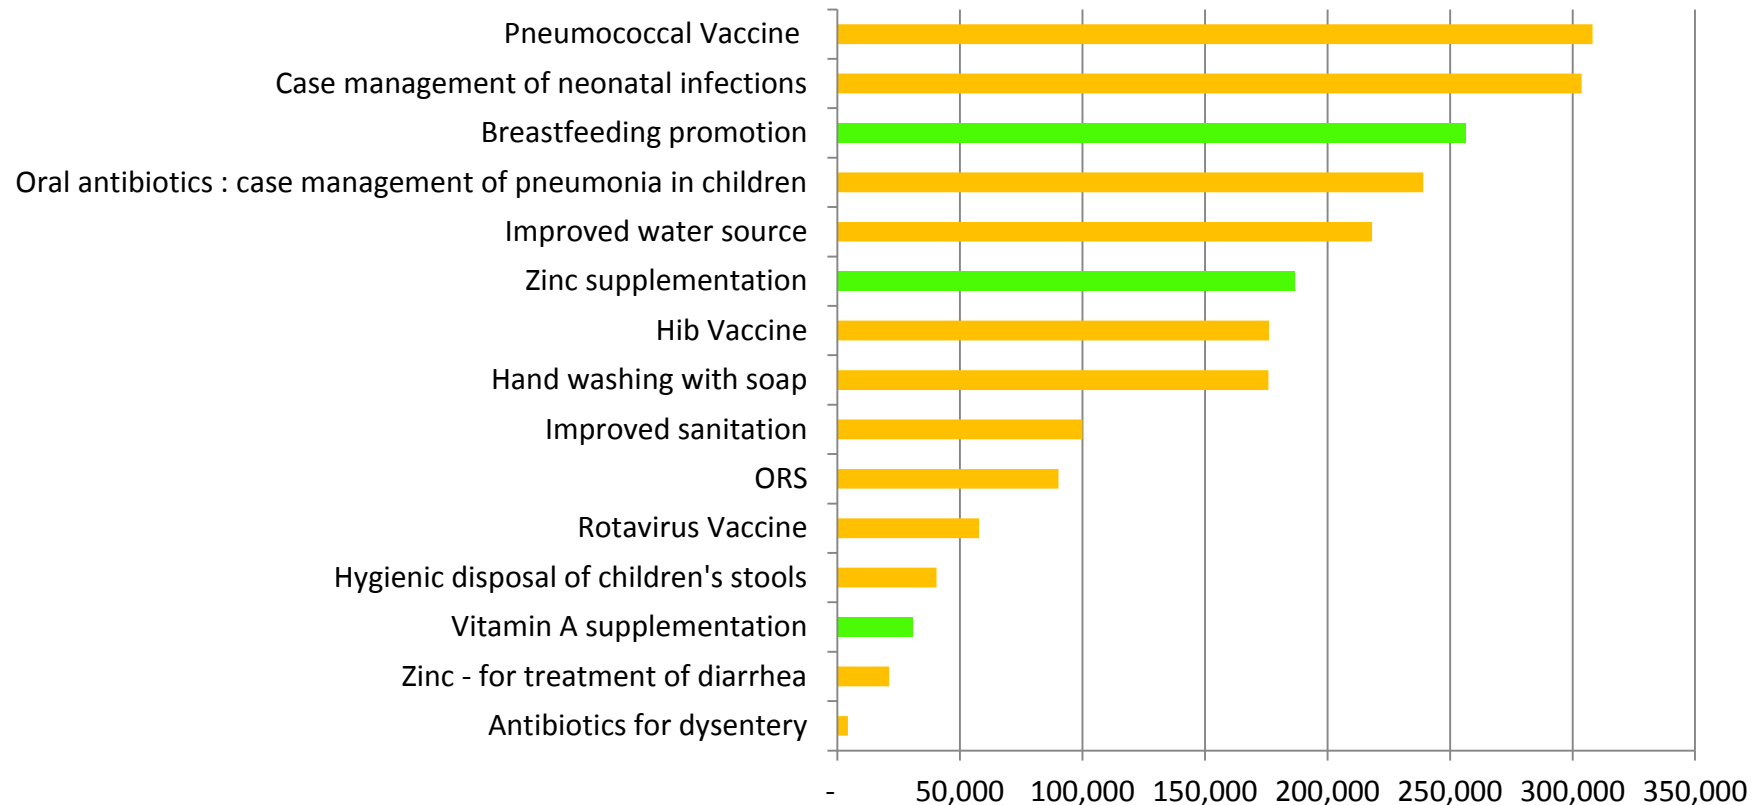 Pneumococcal Vaccine
Case management of neonatal infections
Breastfeeding promotion
Oral antibiotics : case management of pneumonia in children
Improved water source
Zinc supplementation
Hib Vaccine
Hand washing with soap
Improved sanitation
ORS
Rotavirus Vaccine
Hygienic disposal of children's stools
Vitamin A supplementation
Zinc - for treatment of diarrhea
Antibiotics for dysentery
- 50,000 100,000 150,000 200,000 250,000 300,000 350,000